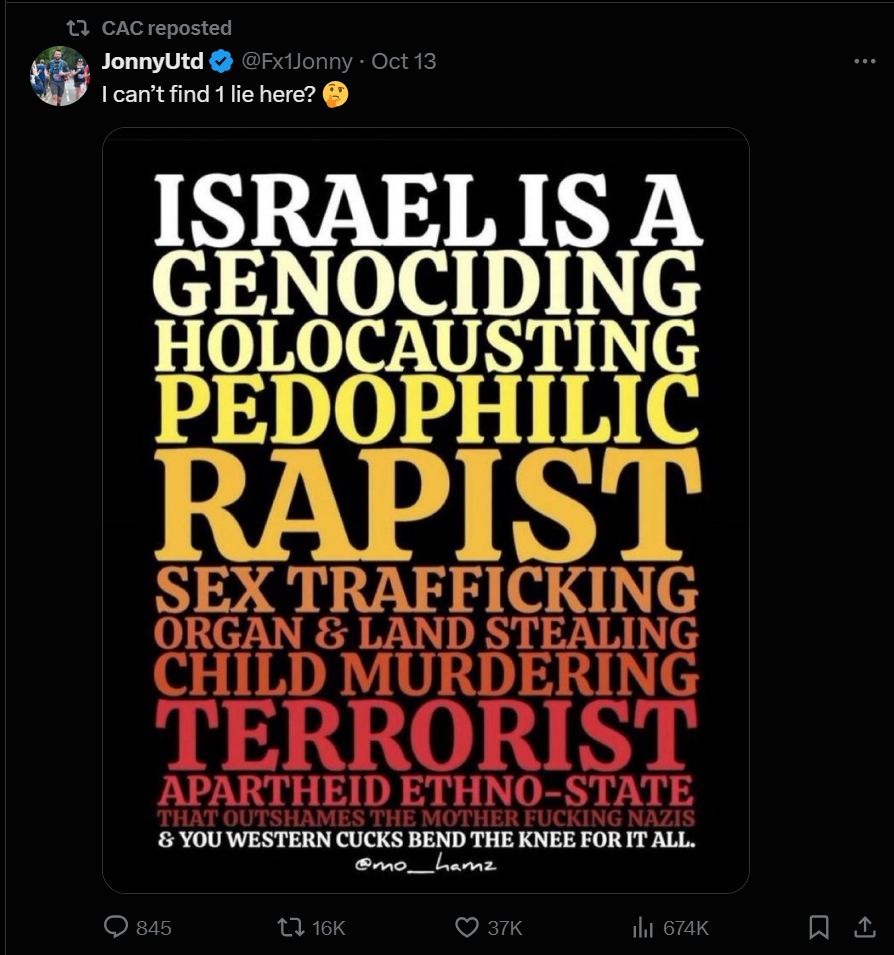 CAC reposted
JonnyUtd @Fx1Jonny · Oct 13
I can't find 1 lie here? 🤔
ISRAEL IS A
GENOCIDING
HOLOCAUSTING
PEDOPHILIC
RAPIST
SEX TRAFFICKING
ORGAN & LAND STEALING
CHILD MURDERING
TERRORIST
APARTHEID ETHNO-STATE
THAT OUTSHAMES THE MOTHER FUCKING NAZIS
& YOU WESTERN CUCKS BEND THE KNEE FOR IT ALL.
@mo__hamz
845 16K 37K 674K